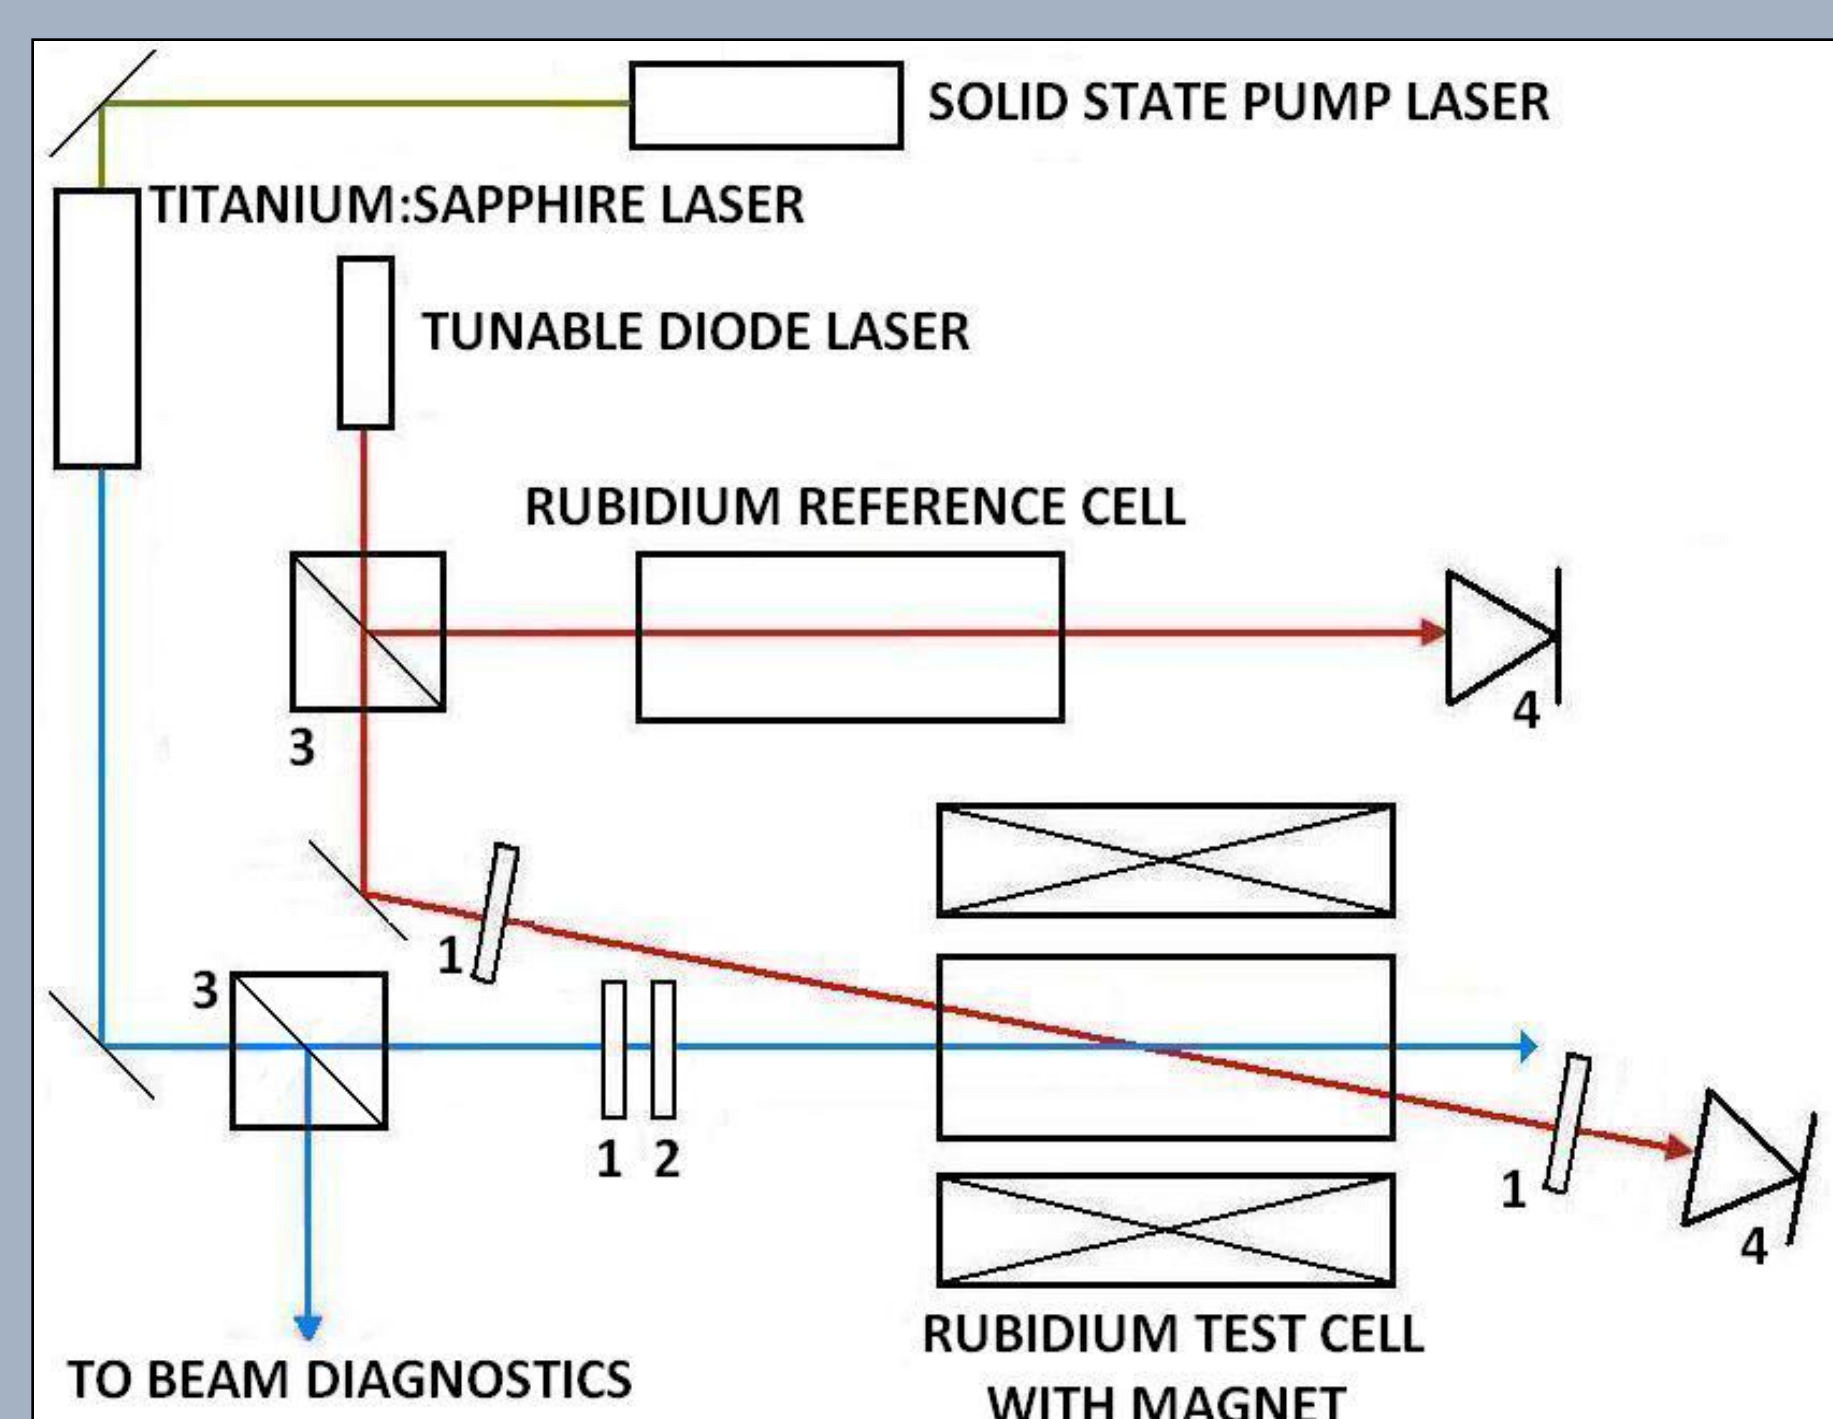 SOLID STATE PUMP LASER
TITANIUM:SAPPHIRE LASER
TUNABLE DIODE LASER
RUBIDIUM REFERENCE CELL
4
3
1
3
1 2
1
4
RUBIDIUM TEST CELL
WITH MAGNET
TO BEAM DIAGNOSTICS